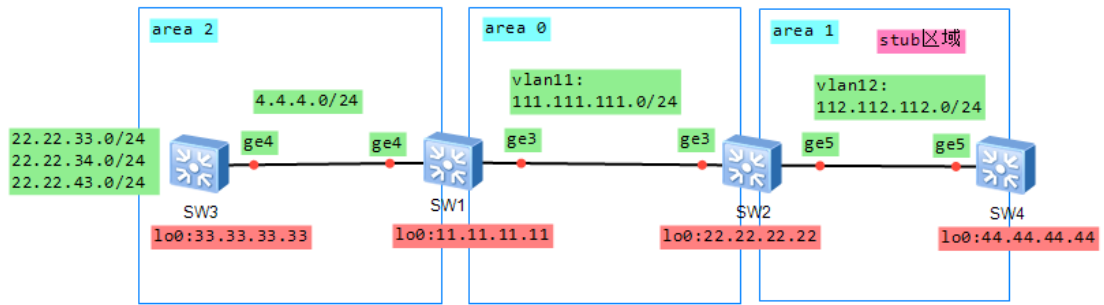 area 2
area 0
area 1
stub区域
4.4.4.0/24
vlan11:
111.111.111.0/24
vlan12:
112.112.112.0/24
22.22.33.0/24
22.22.34.0/24
22.22.43.0/24
ge4
ge4
ge3
ge3
ge5
ge5
SW3
SW1
SW2
SW4
lo0:33.33.33.33
lo0:11.11.11.11
lo0:22.22.22.22
lo0:44.44.44.44